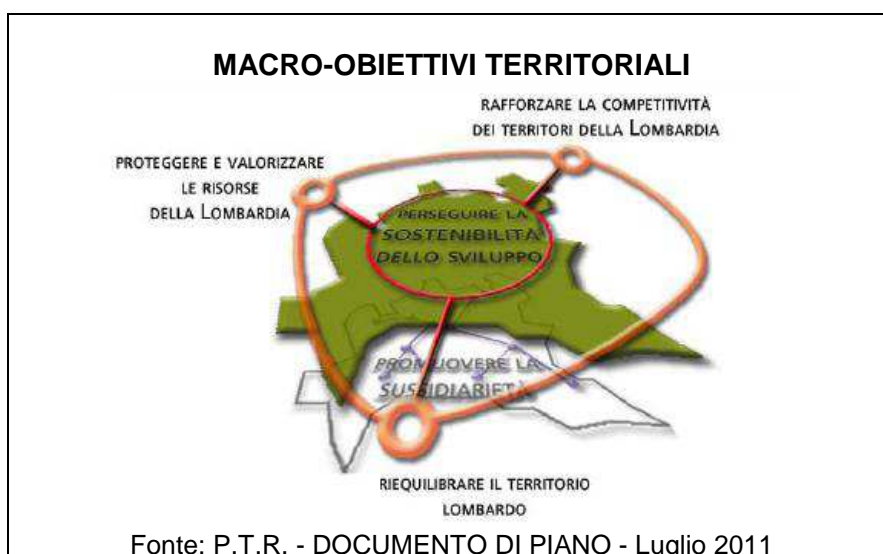 MACRO-OBIETTIVI TERRITORIALI
RAFFORZARE LA COMPETITIVITÀ
DEI TERRITORI DELLA LOMBARDIA
PROTEGGERE E VALORIZZARE
LE RISORSE
DELLA LOMBARDIA
PERSEGUIRE LA
SOSTENIBILITÀ
DELLO SVILUPPO
PROMUOVERE LA
SUSSIDIARIETÀ
RIEQUILIBRARE IL TERRITORIO
LOMBARDO
Fonte: P.T.R. - DOCUMENTO DI PIANO - Luglio 2011